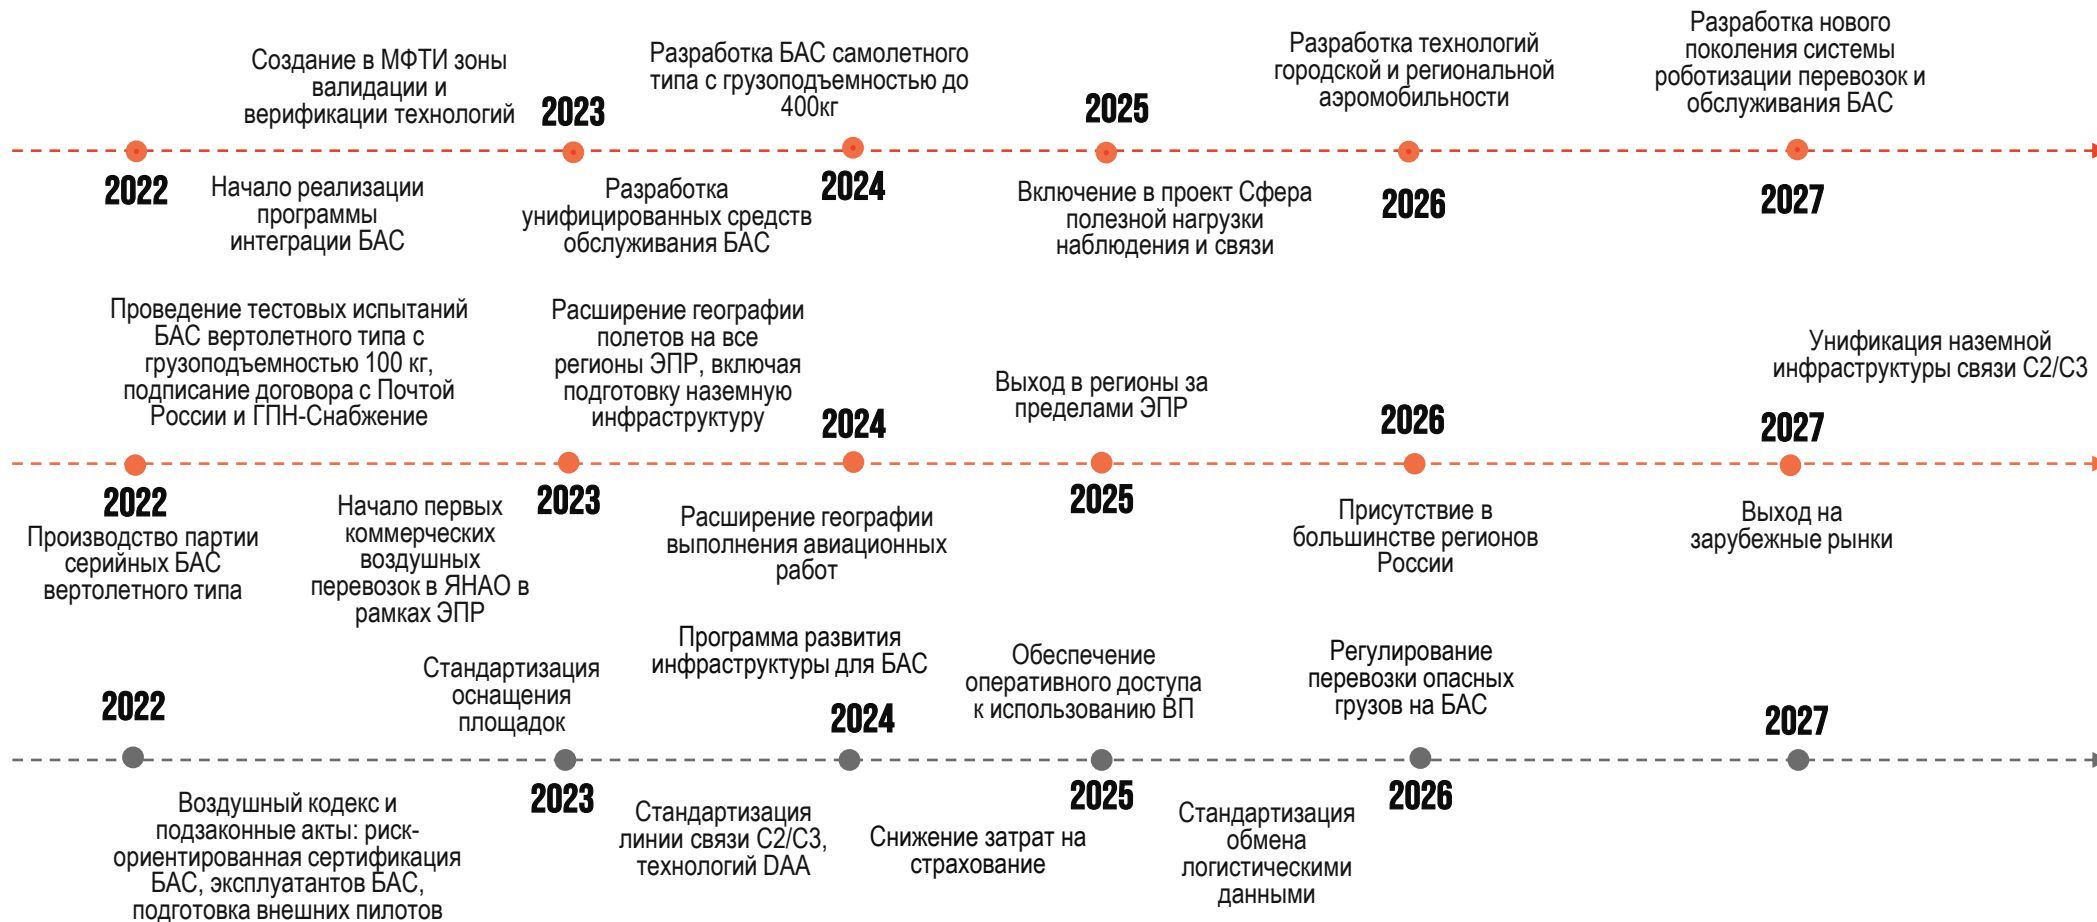 Создание в МФТИ зоны
валидации и
верификации технологий
2023
Разработка БАС самолетного
типа с грузоподъемностью до
400кг
2025
Разработка технологий
городской и региональной
аэромобильности
Разработка нового
поколения системы
роботизации перевозок и
обслуживания БАС
2022
Начало реализации
программы
интеграции БАС
Разработка
унифицированных средств
обслуживания БАС
2024
Включение в проект Сфера
полезной нагрузки
наблюдения и связи
2026
2027
Проведение тестовых испытаний
БАС вертолетного типа с
грузоподъемностью 100 кг,
подписание договора с Почтой
России и ГПН-Снабжение
Расширение географии
полетов на все
регионы ЭПР, включая
подготовку наземную
инфраструктуру
2024
Выход в регионы за
пределами ЭПР
2026
2027
Унификация наземной
инфраструктуры связи С2/С3
2022
Производство партии
серийных БАС
вертолетного типа
Начало первых
коммерческих
воздушных
перевозок в ЯНАО в
рамках ЭПР
2023
Расширение географии
выполнения авиационных
работ
2025
Присутствие в
большинстве регионов
России
Выход на
зарубежные рынки
2022
Стандартизация
оснащения
площадок
Программа развития
инфраструктуры для БАС
2024
Обеспечение
оперативного доступа
к использованию ВП
Регулирование
перевозки опасных
грузов на БАС
2027
Воздушный кодекс и
подзаконные акты: риск-
ориентированная сертификация
БАС, эксплуатантов БАС,
подготовка внешних пилотов
2023
Стандартизация
линии связи С2/С3,
технологий DAA
Снижение затрат на
страхование
2025
Стандартизация
обмена
логистическими
данными
2026